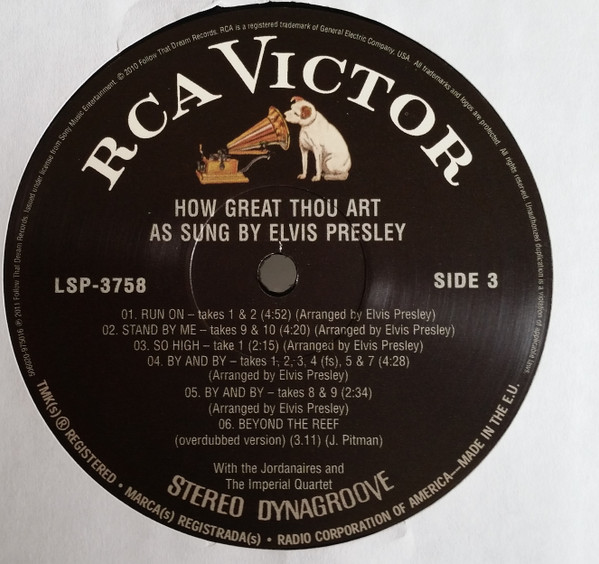 506020-975016 ℗ 2011 Follow That Dream Records. Issued under license from Sony Music Entertainment. © 2010 Follow That Dream Records. RCA is a registered trademark of General Electric Company, USA. All trademarks and logos are protected. All rights reserved. Unauthorized duplication is a violation of applicable laws
RCA VICTOR
HOW GREAT THOU ART
AS SUNG BY ELVIS PRESLEY
LSP-3758
SIDE 3
01. RUN ON – takes 1 & 2 (4:52) (Arranged by Elvis Presley)
02. STAND BY ME – takes 9 & 10 (4:20) (Arranged by Elvis Presley)
03. SO HIGH – take 1 (2:15) (Arranged by Elvis Presley)
04. BY AND BY – takes 1, 2, 3, 4 (fs), 5 & 7 (4:28)
(Arranged by Elvis Presley)
05. BY AND BY – takes 8 & 9 (2:34)
(Arranged by Elvis Presley)
06. BEYOND THE REEF
(overdubbed version) (3.11) (J. Pitman)
With the Jordanaires and
The Imperial Quartet
STEREO DYNAGROOVE
TMK(s) ® REGISTERED • MARCA(s) REGISTRADA(s) • RADIO CORPORATION OF AMERICA—MADE IN THE E.U.